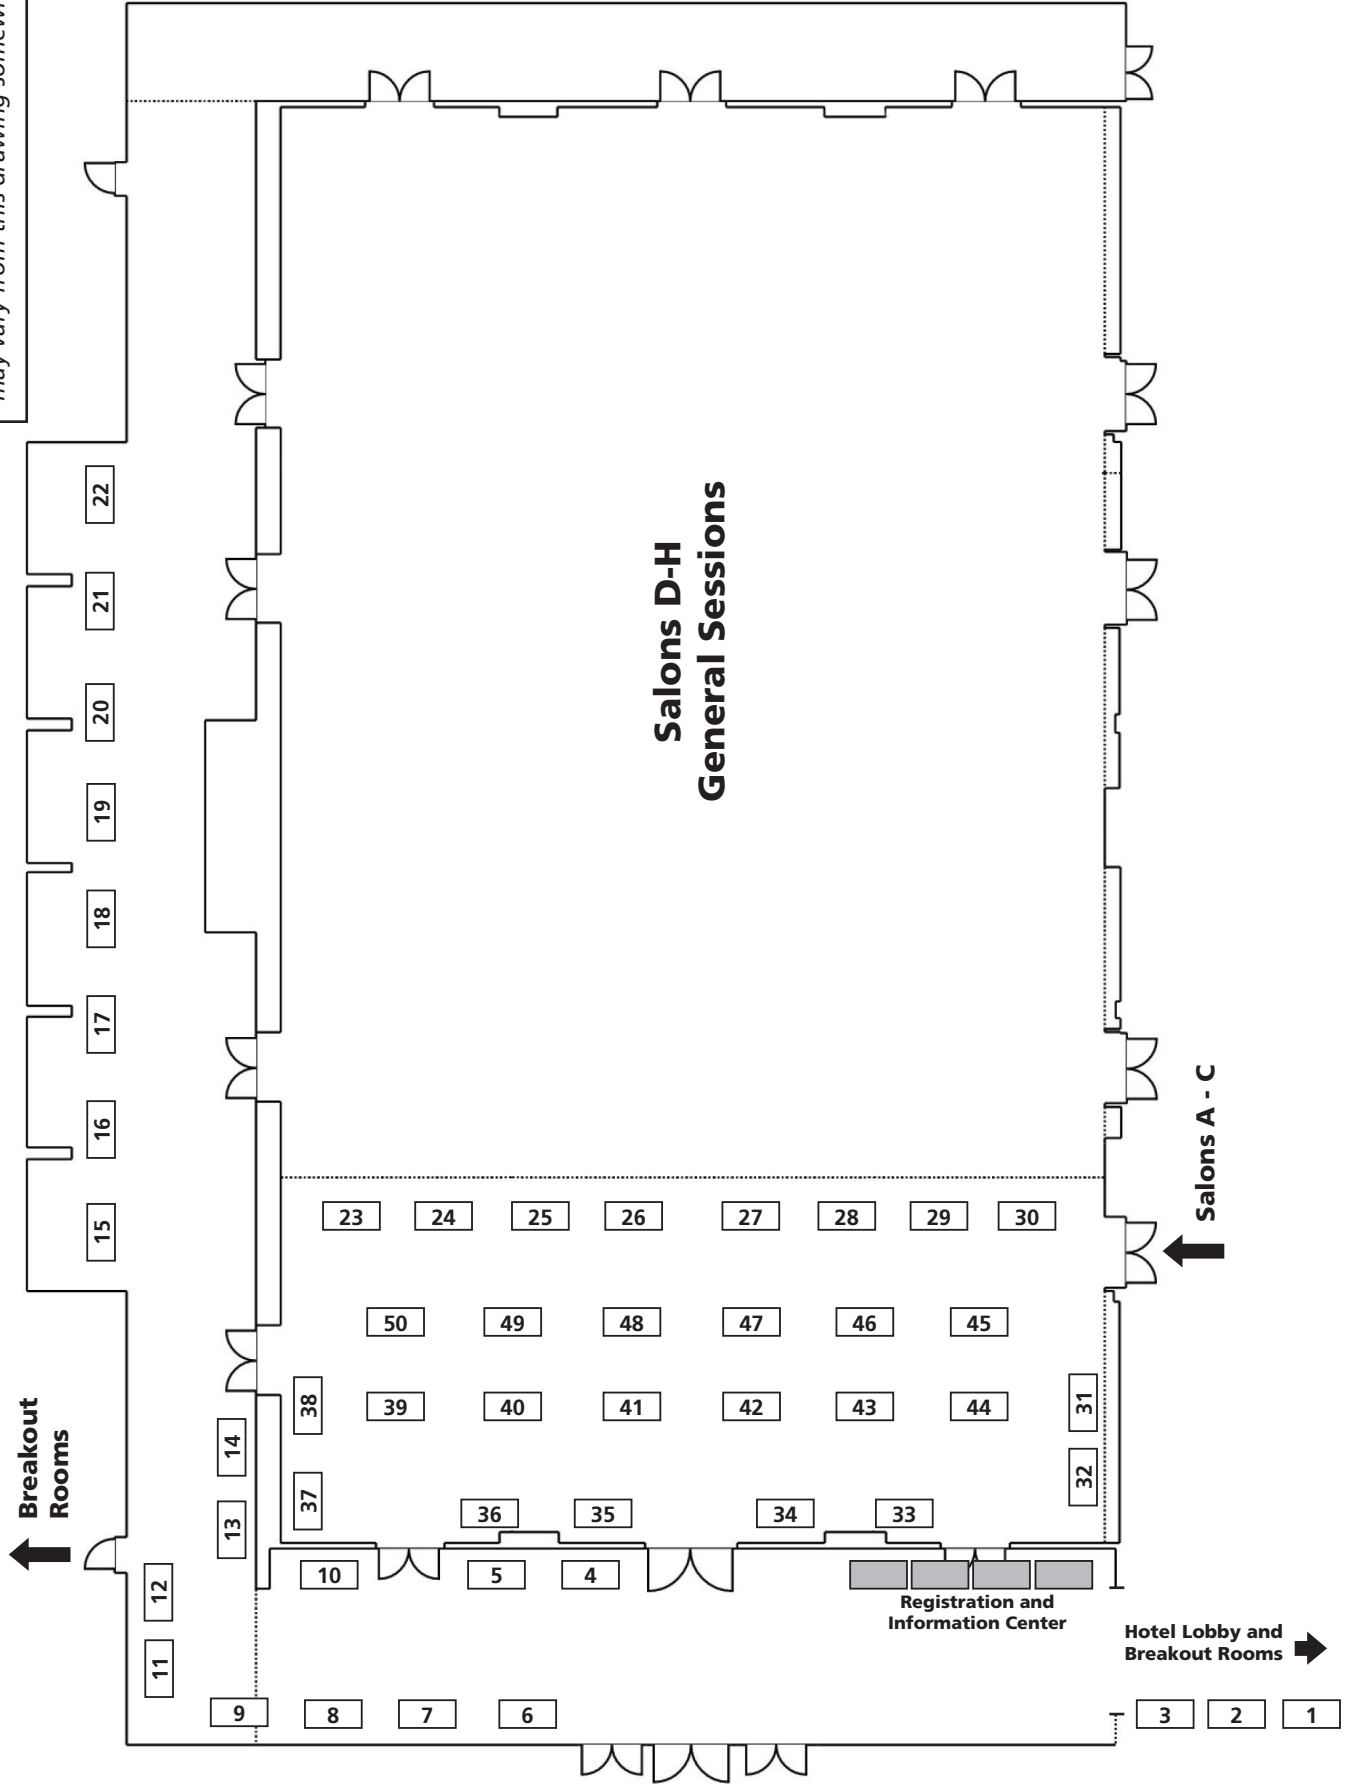 may vary from this drawing
22
21
20
19
18
17
16
15
Salons D-H
General Sessions
Salons A - C
23 24 25 26 27 28 29 30
50 49 48 47 46 45
38 39 40 41 42 43 44 31
37 36 35 34 33 32
Breakout
Rooms
14
13
12
11
10 5 4
Registration and
Information Center
Hotel Lobby and
Breakout Rooms
9 8 7 6 3 2 1